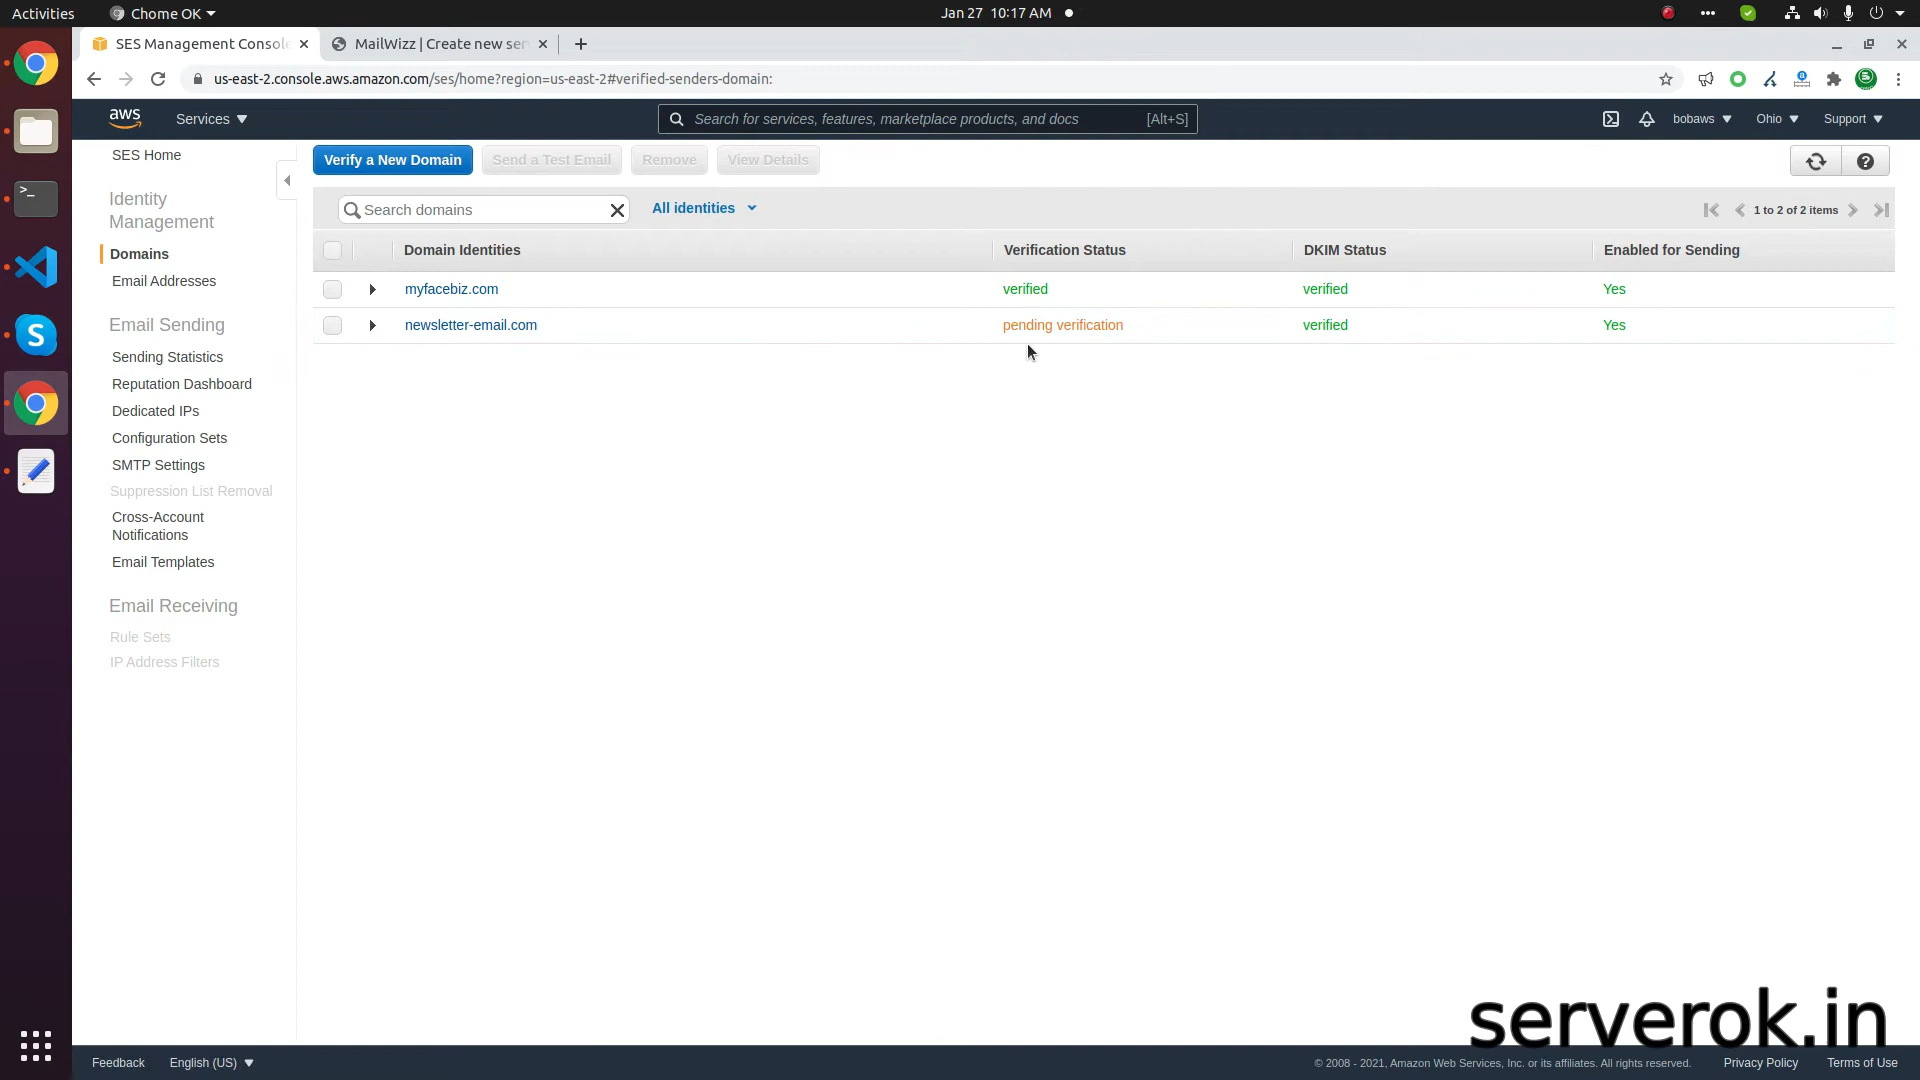 Activities
Chome OK
Jan 27 10:17 AM
SES Management Console
MailWizz | Create new ser
us-east-2.console.aws.amazon.com/ses/home?region=us-east-2#verified-senders-domain:
aws
Services
Search for services, features, marketplace products, and docs
[Alt+S]
bobaws
Ohio
Support
SES Home
Identity
Management
Domains
Email Addresses
Email Sending
Sending Statistics
Reputation Dashboard
Dedicated IPs
Configuration Sets
SMTP Settings
Suppression List Removal
Cross-Account
Notifications
Email Templates
Email Receiving
Rule Sets
IP Address Filters
Verify a New Domain
Send a Test Email
Remove
View Details
Search domains
All identities
1 to 2 of 2 items
Domain Identities Verification Status DKIM Status Enabled for Sending
myfacebiz.com verified verified Yes
newsletter-email.com pending verification verified Yes
serverok.in
Feedback
English (US)
© 2008 - 2021, Amazon Web Services, Inc. or its affiliates. All rights reserved.
Privacy Policy
Terms of Use